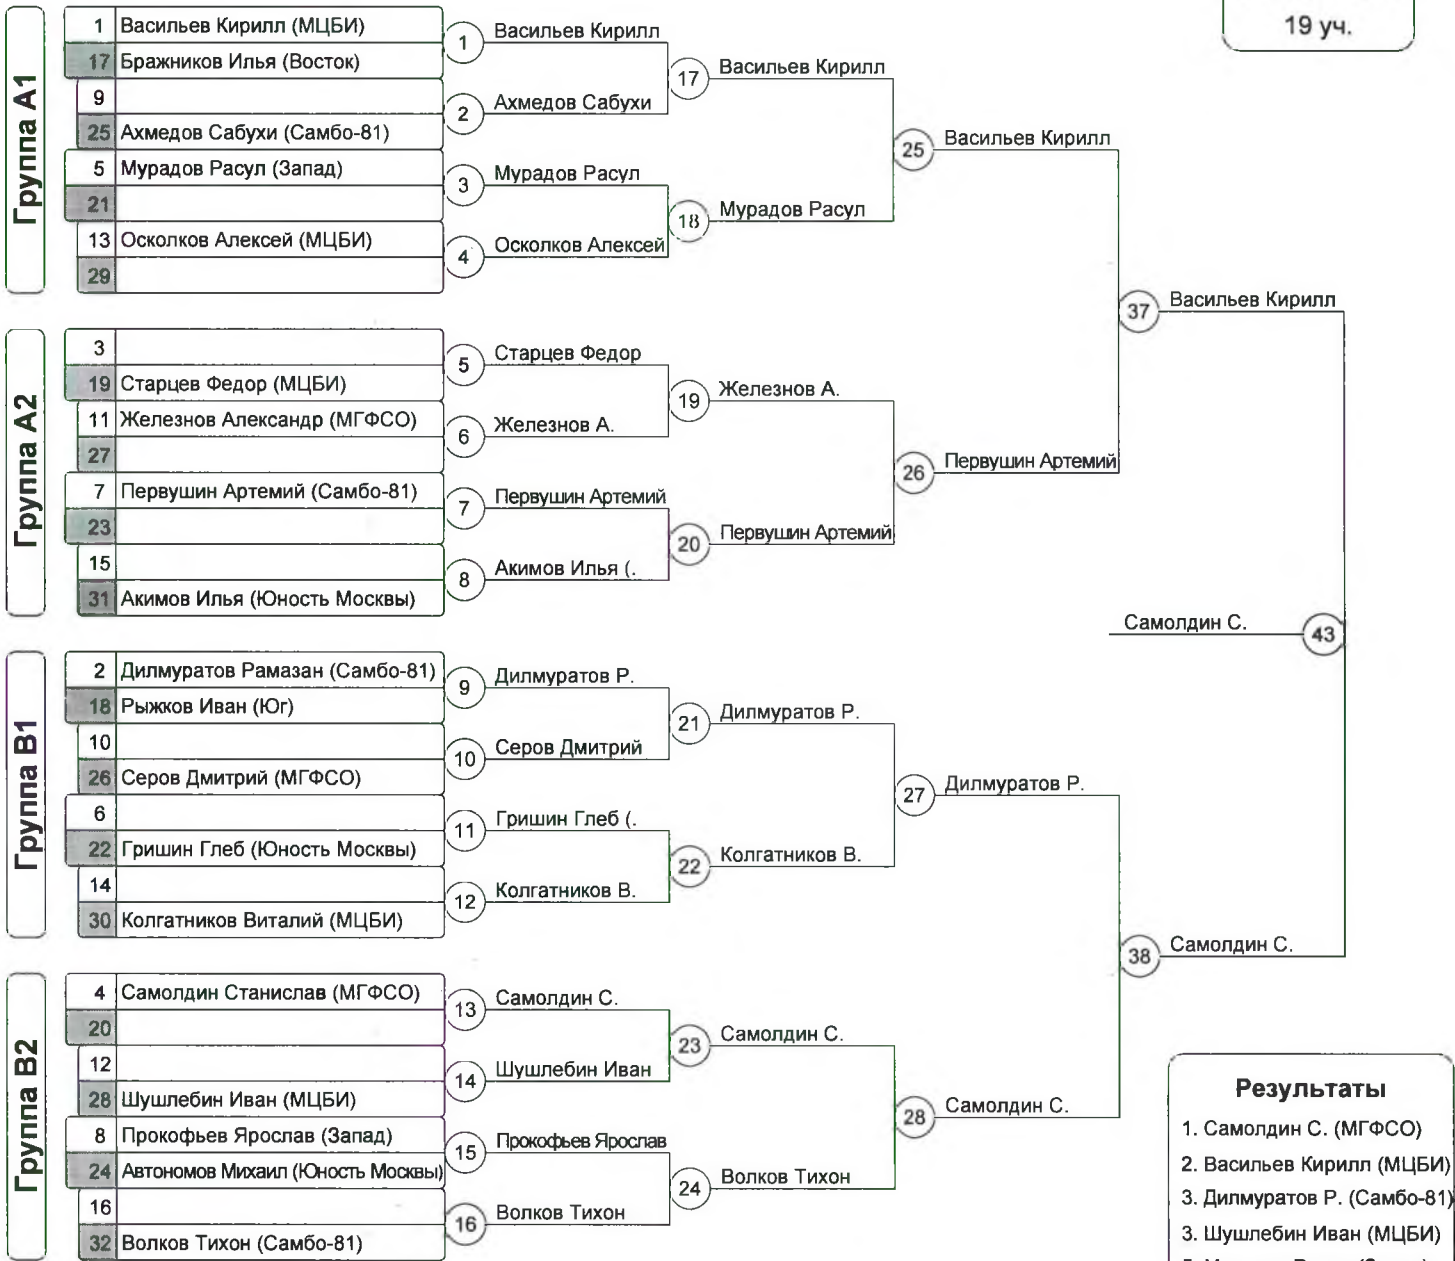 19 уч.
Группа A1
1 Васильев Кирилл (МЦБИ)
17 Бражников Илья (Восток)
9
25 Ахмедов Сабухи (Самбо-81)
5 Мурадов Расул (Запад)
21
13 Осколков Алексей (МЦБИ)
29
1 Васильев Кирилл
2 Ахмедов Сабухи
3 Мурадов Расул
4 Осколков Алексей
17 Васильев Кирилл
18 Мурадов Расул
25 Васильев Кирилл
Группа A2
3
19 Старцев Федор (МЦБИ)
11 Железнов Александр (МГФСО)
27
7 Первушин Артемий (Самбо-81)
23
15
31 Акимов Илья (Юность Москвы)
5 Старцев Федор
6 Железнов А.
7 Первушин Артемий
8 Акимов Илья (.
19 Железнов А.
20 Первушин Артемий
26 Первушин Артемий
37 Васильев Кирилл
Самолдин С. 43
Группа B1
2 Дилмуратов Рамазан (Самбо-81)
18 Рыжков Иван (Юг)
10
26 Серов Дмитрий (МГФСО)
6
22 Гришин Глеб (Юность Москвы)
14
30 Колгатников Виталий (МЦБИ)
9 Дилмуратов Р.
10 Серов Дмитрий
11 Гришин Глеб (.
12 Колгатников В.
21 Дилмуратов Р.
22 Колгатников В.
27 Дилмуратов Р.
38 Самолдин С.
Группа B2
4 Самолдин Станислав (МГФСО)
20
12
28 Шушлебин Иван (МЦБИ)
8 Прокофьев Ярослав (Запад)
24 Автономов Михаил (Юность Москвы)
16
32 Волков Тихон (Самбо-81)
13 Самолдин С.
14 Шушлебин Иван
15 Прокофьев Ярослав
16 Волков Тихон
23 Самолдин С.
24 Волков Тихон
28 Самолдин С.
Результаты
1. Самолдин С. (МГФСО)
2. Васильев Кирилл (МЦБИ)
3. Дилмуратов Р. (Самбо-81)
3. Шушлебин Иван (МЦБИ)